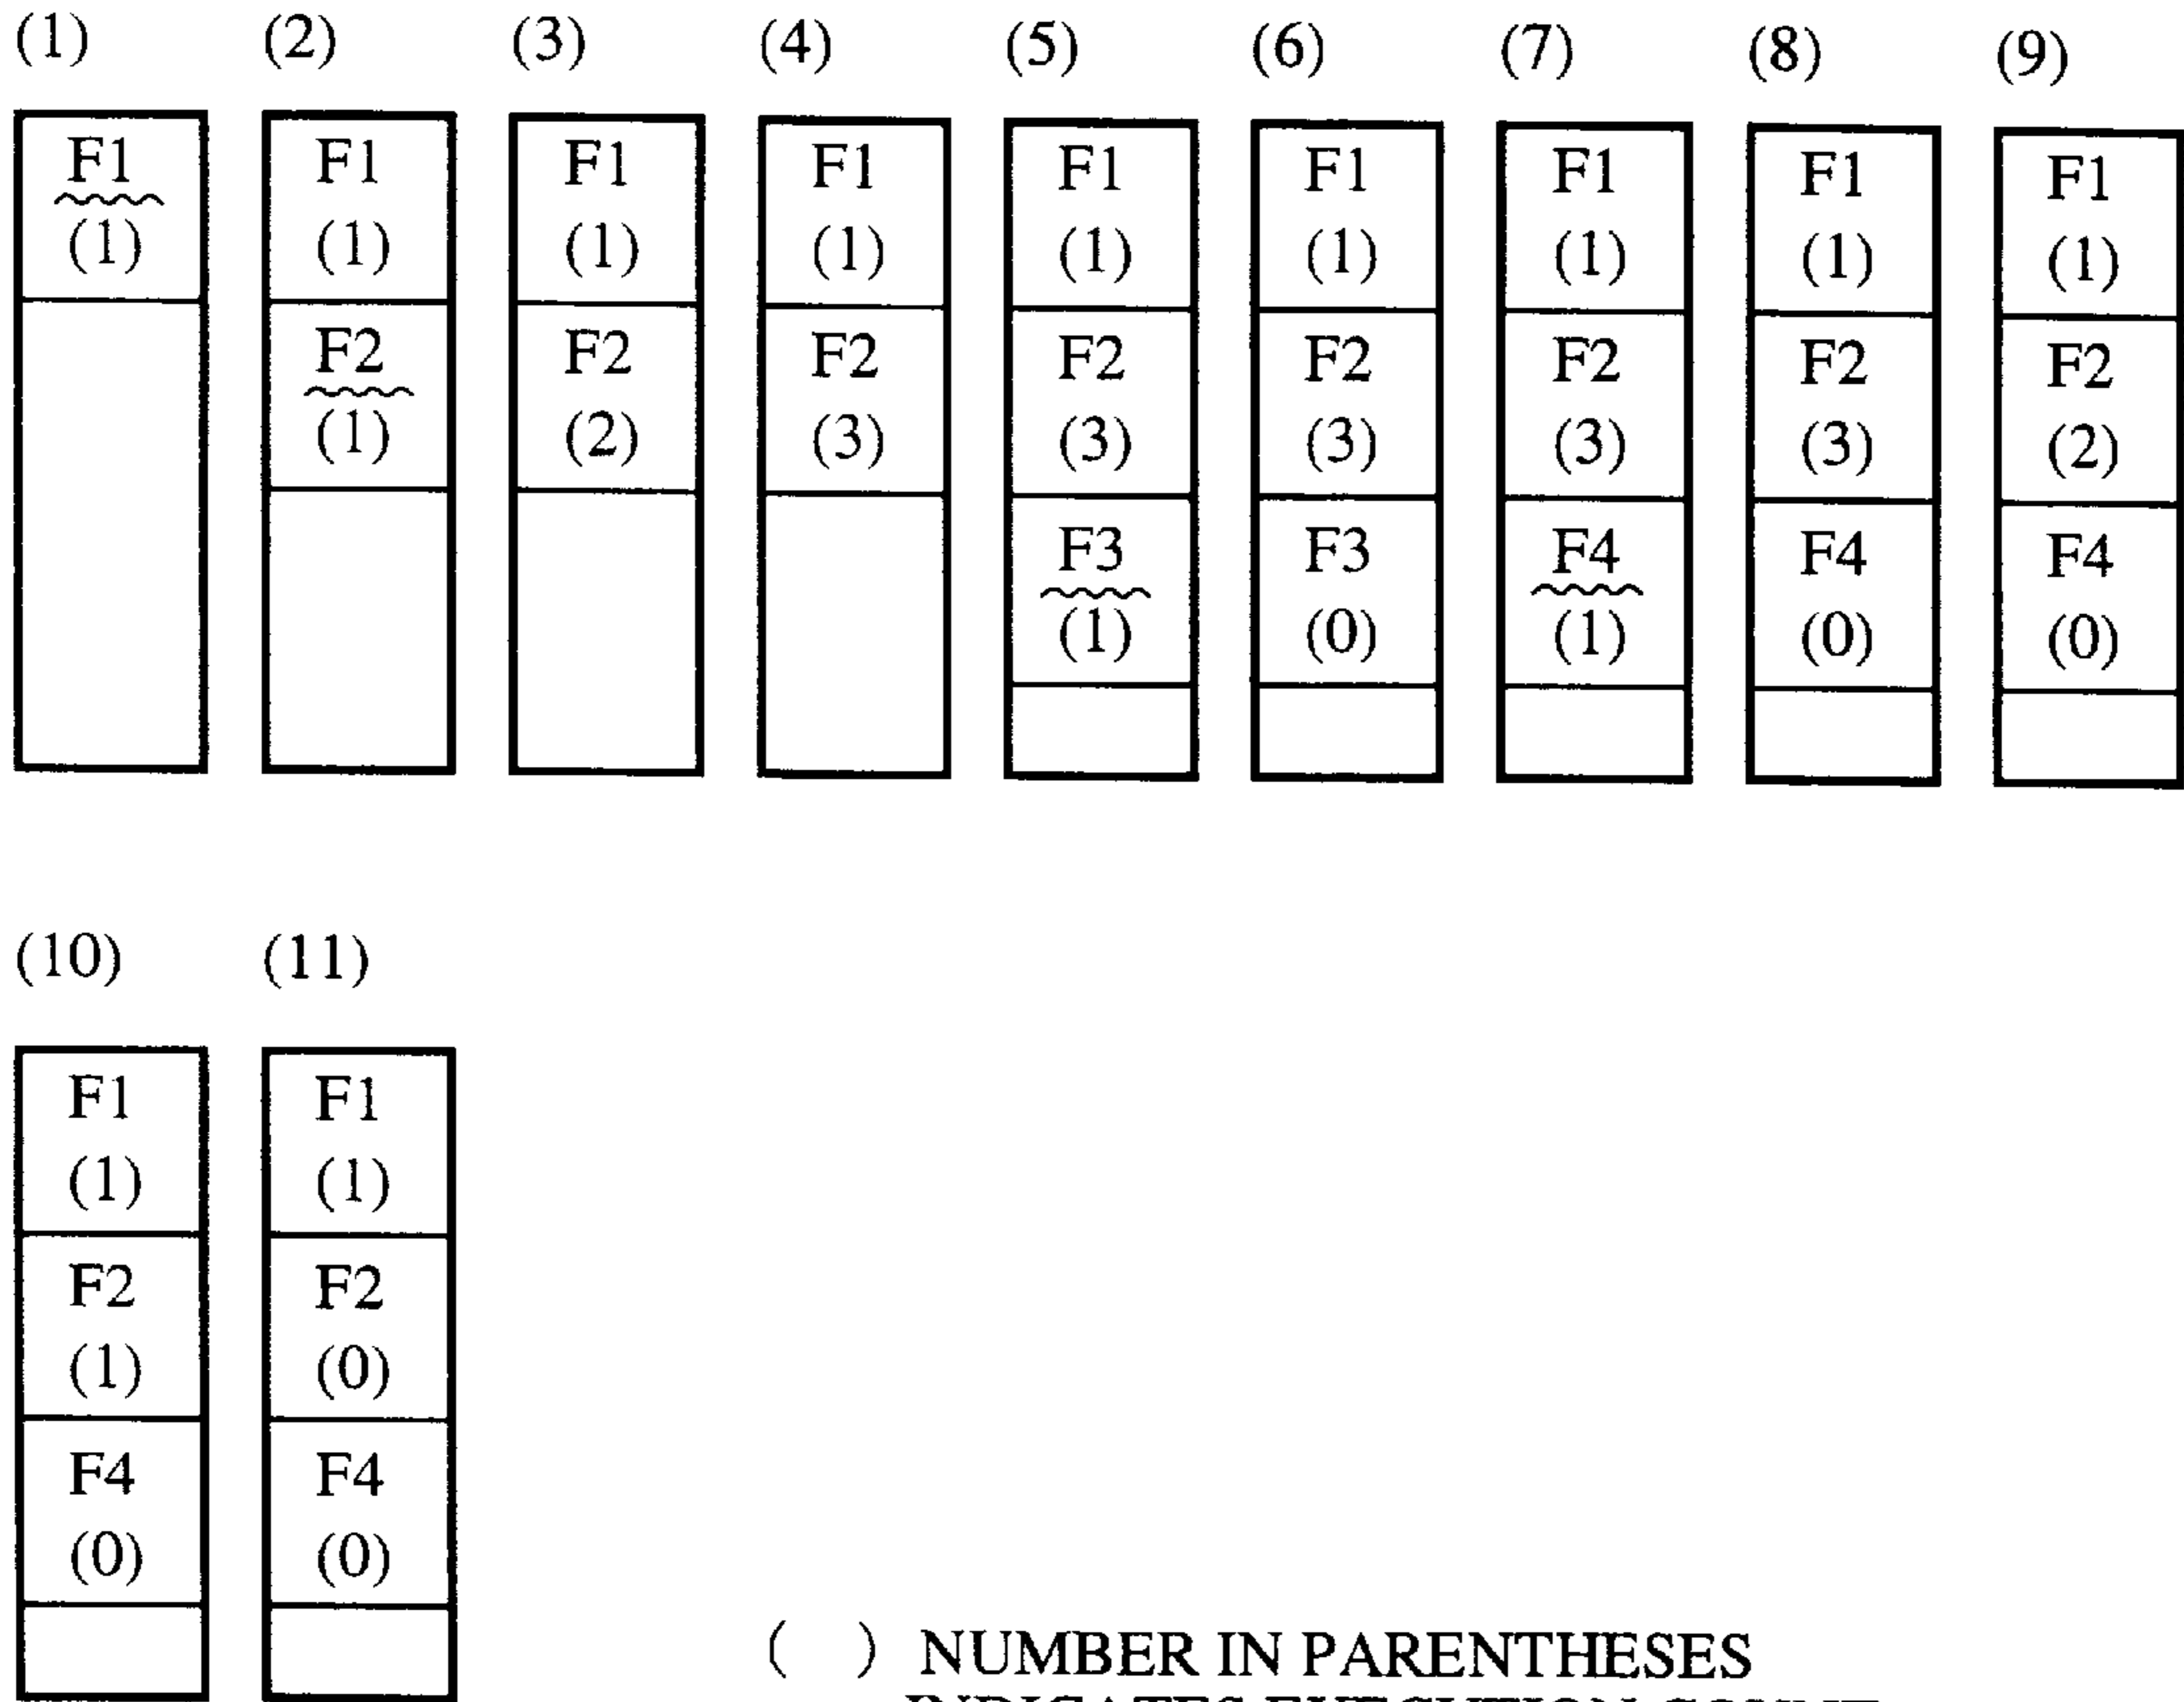 (1) (2) (3) (4) (5) (6) (7) (8) (9)
F1 F1 F1 F1 F1 F1 F1 F1 F1
(1) (1) (1) (1) (1) (1) (1) (1) (1)
F2 F2 F2 F2 F2 F2 F2 F2
(1) (2) (3) (3) (3) (3) (3) (2)
F3 F3 F4 F4 F4
(1) (0) (1) (0) (0)
(10) (11)
F1 F1
(1) (1)
F2 F2
(1) (0)
F4 F4
(0) (0)
( ) NUMBER IN PARENTHESES
INDICATES EXECUTION